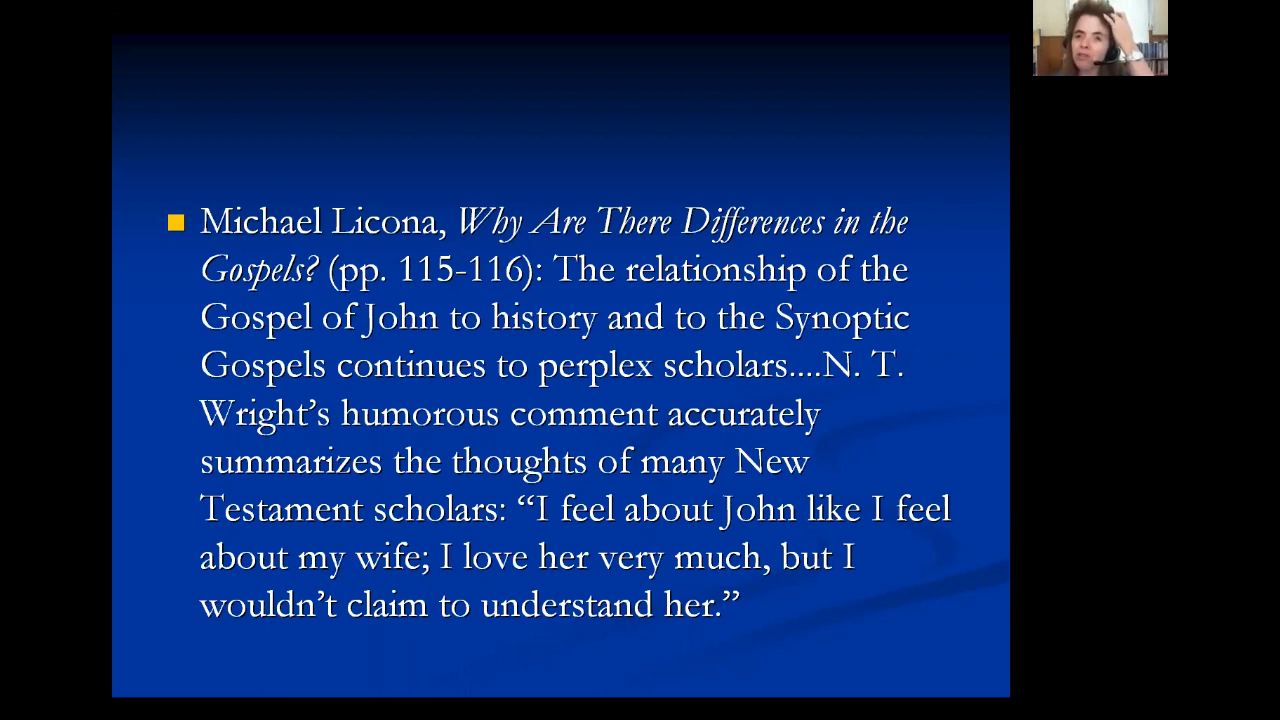 Michael Licona, Why Are There Differences in the
Gospels? (pp. 115-116): The relationship of the
Gospel of John to history and to the Synoptic
Gospels continues to perplex scholars....N. T.
Wright’s humorous comment accurately
summarizes the thoughts of many New
Testament scholars: “I feel about John like I feel
about my wife; I love her very much, but I
wouldn’t claim to understand her.”